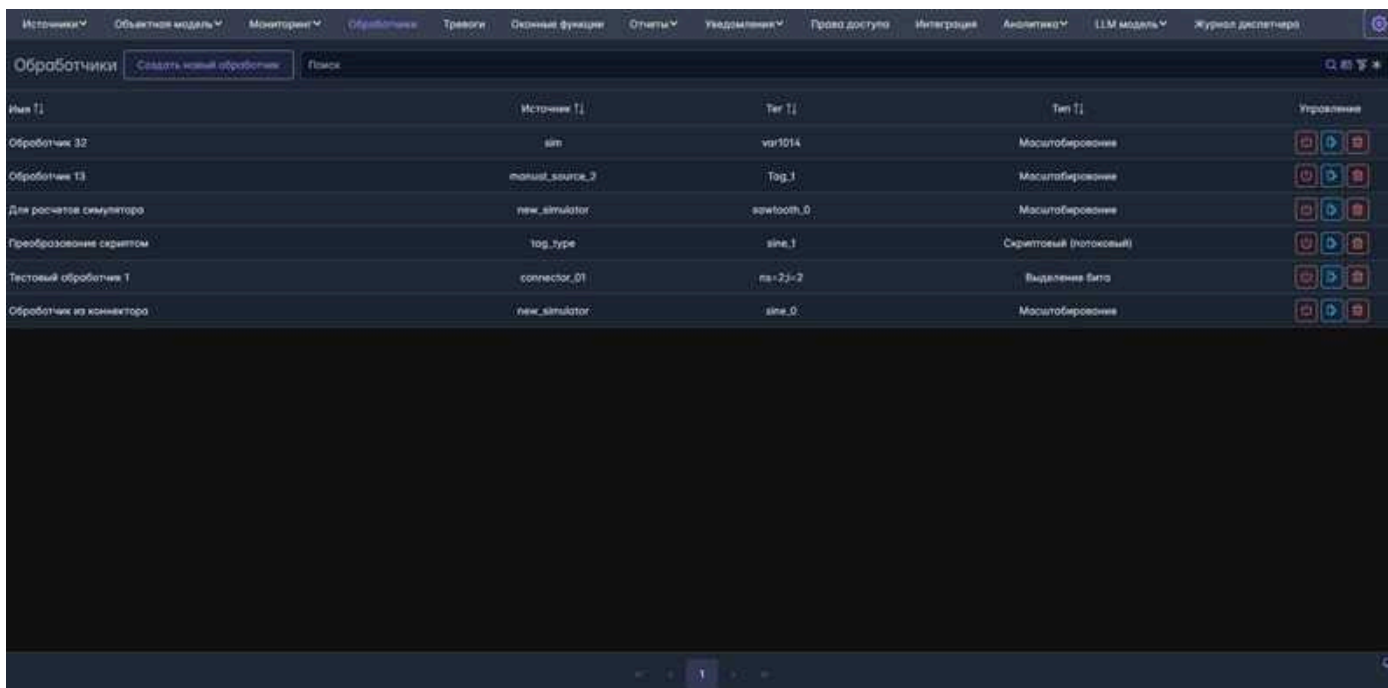 Источники Объектная модель Мониторинг Обработчики Тревоги Оконные функции Отчеты Уведомления Права доступа Интеграция Аналитика LLM модель Журнал диспетчера
Обработчики Создать новый обработчик Поиск
Имя Источник Тег Тип Управление
Обработчик 32 sim var1014 Масштабирование
Обработчик 13 manual_source_2 Tag_1 Масштабирование
Для расчетов симулятора new_simulator sawtooth_0 Масштабирование
Преобразование скриптом tag_type sine_1 Скриптовый (потоковый)
Тестовый обработчик 1 connector_01 ns=2;i=2 Выделение бита
Обработчик из коннектора new_simulator sine_0 Масштабирование
1